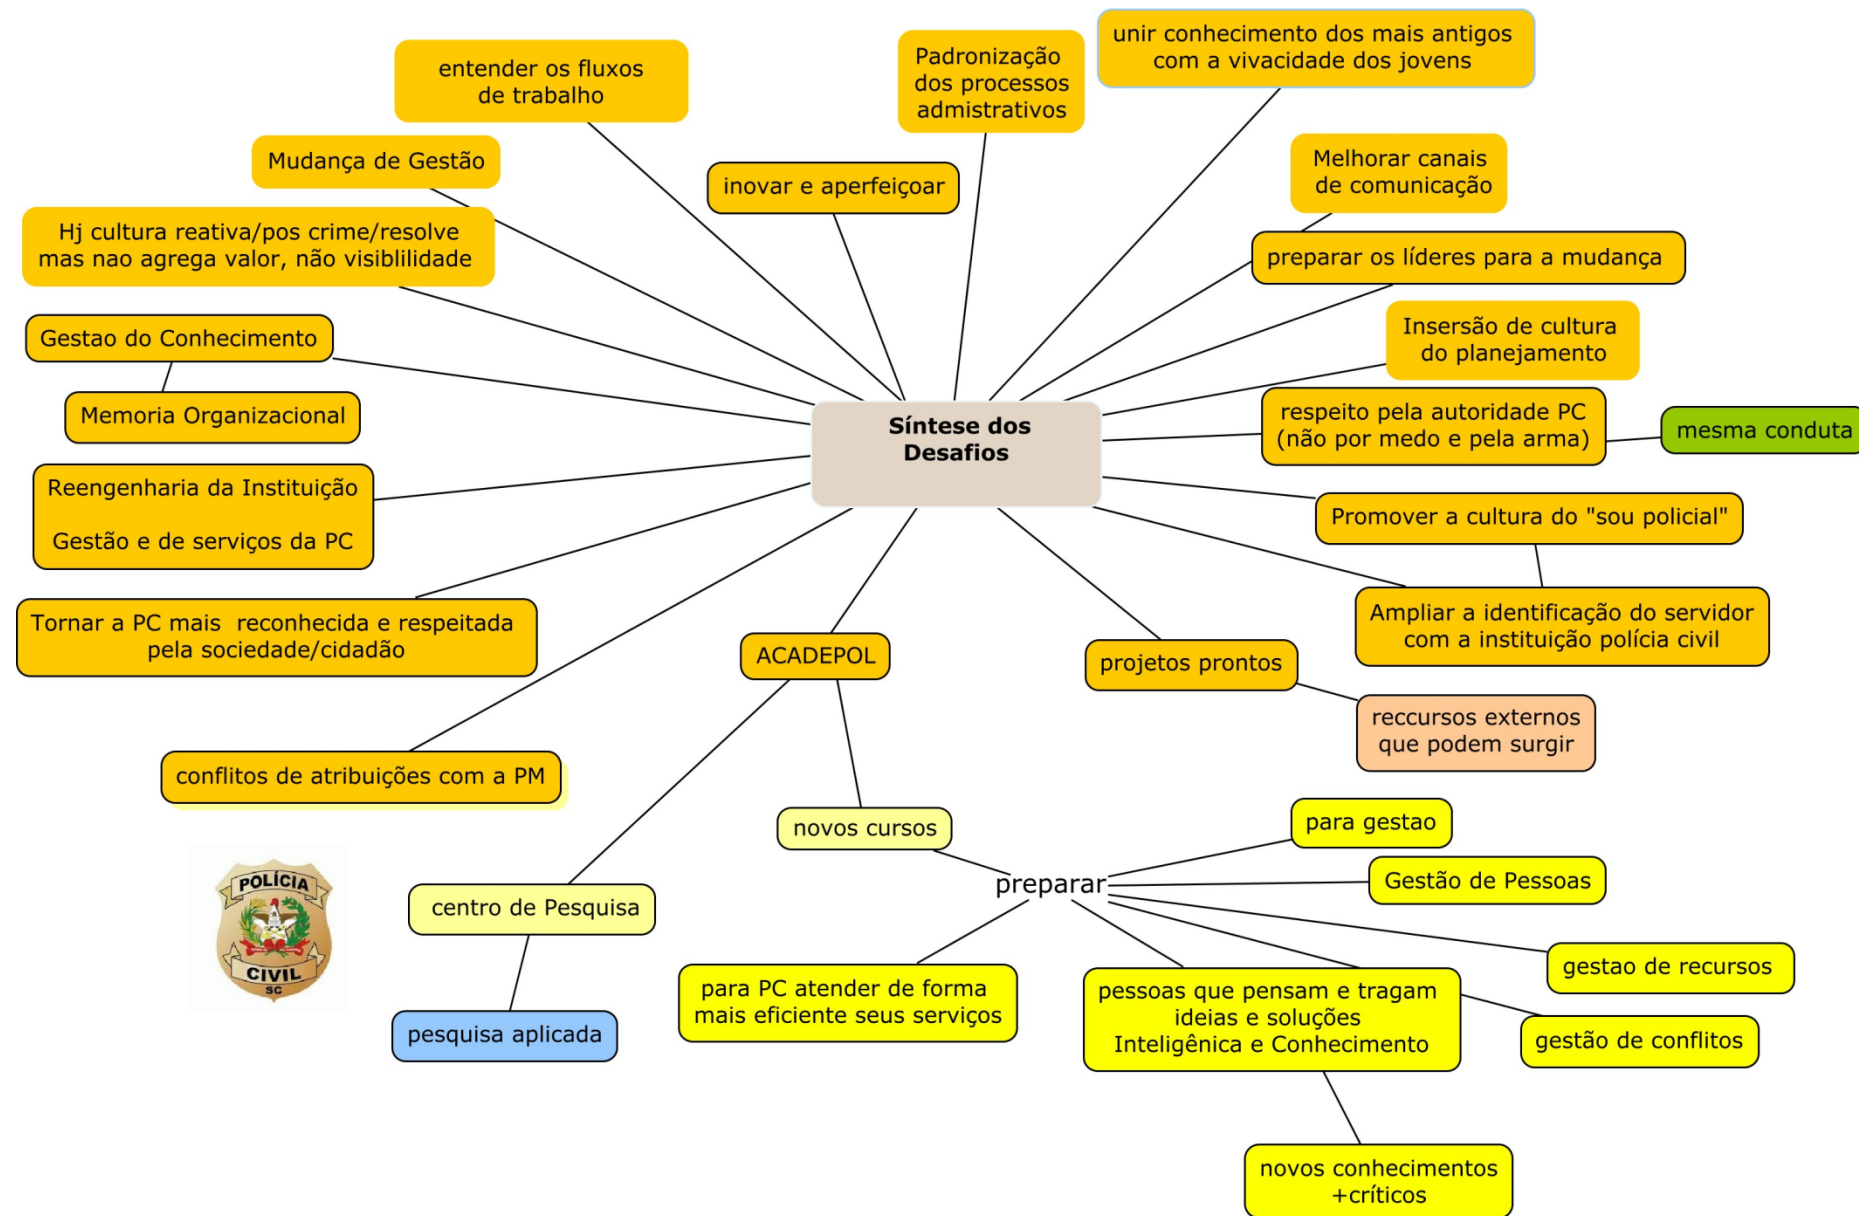 unir conhecimento dos mais antigos
com a vivacidade dos jovens
entender os fluxos
de trabalho
Padronização
dos processos
admistrativos
Mudança de Gestão
inovar e aperfeiçoar
Melhorar canais
de comunicação
Hj cultura reativa/pos crime/resolve
mas nao agrega valor, não visiblilidade
preparar os líderes para a mudança
Gestao do Conhecimento
Insersão de cultura
do planejamento
Memoria Organizacional
Síntese dos
Desafios
respeito pela autoridade PC
(não por medo e pela arma)
mesma conduta
Reengenharia da Instituição
Gestão e de serviços da PC
Promover a cultura do "sou policial"
Tornar a PC mais reconhecida e respeitada
pela sociedade/cidadão
Ampliar a identificação do servidor
com a instituição polícia civil
ACADEPOL
projetos prontos
reccursos externos
que podem surgir
conflitos de atribuições com a PM
novos cursos
para gestao
preparar
Gestão de Pessoas
POLÍCIA
CIVIL
SC
centro de Pesquisa
gestao de recursos
para PC atender de forma
mais eficiente seus serviços
pessoas que pensam e tragam
ideias e soluções
Inteligênica e Conhecimento
gestão de conflitos
pesquisa aplicada
novos conhecimentos
+críticos